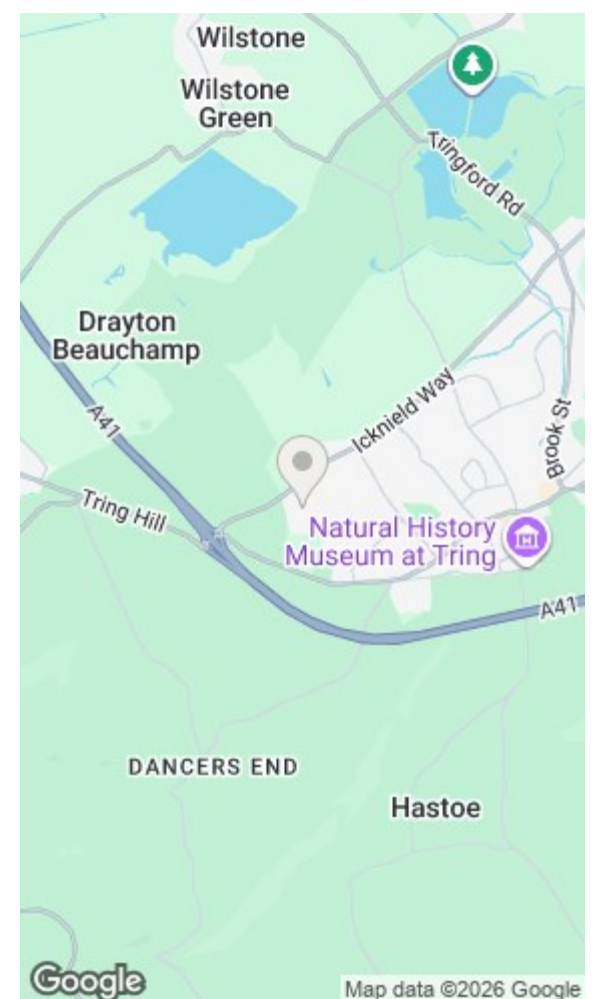 Wilstone
Wilstone
Green
Tringford Rd
Drayton
Beauchamp
A41
Icknield Way
Brook St
Tring Hill
Natural History
Museum at Tring
A41
DANCERS END
Hastoe
Google
Map data ©2026 Google